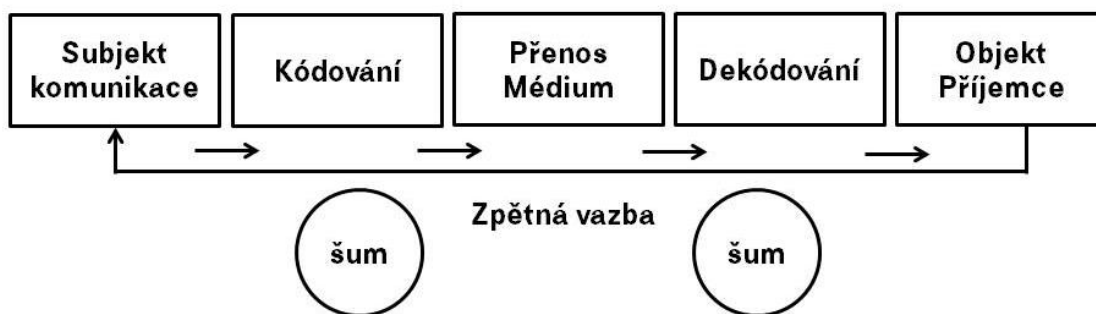 Subjekt
komunikace
Kódování
Přenos
Médium
Dekódování
Objekt
Příjemce
Zpětná vazba
šum
šum